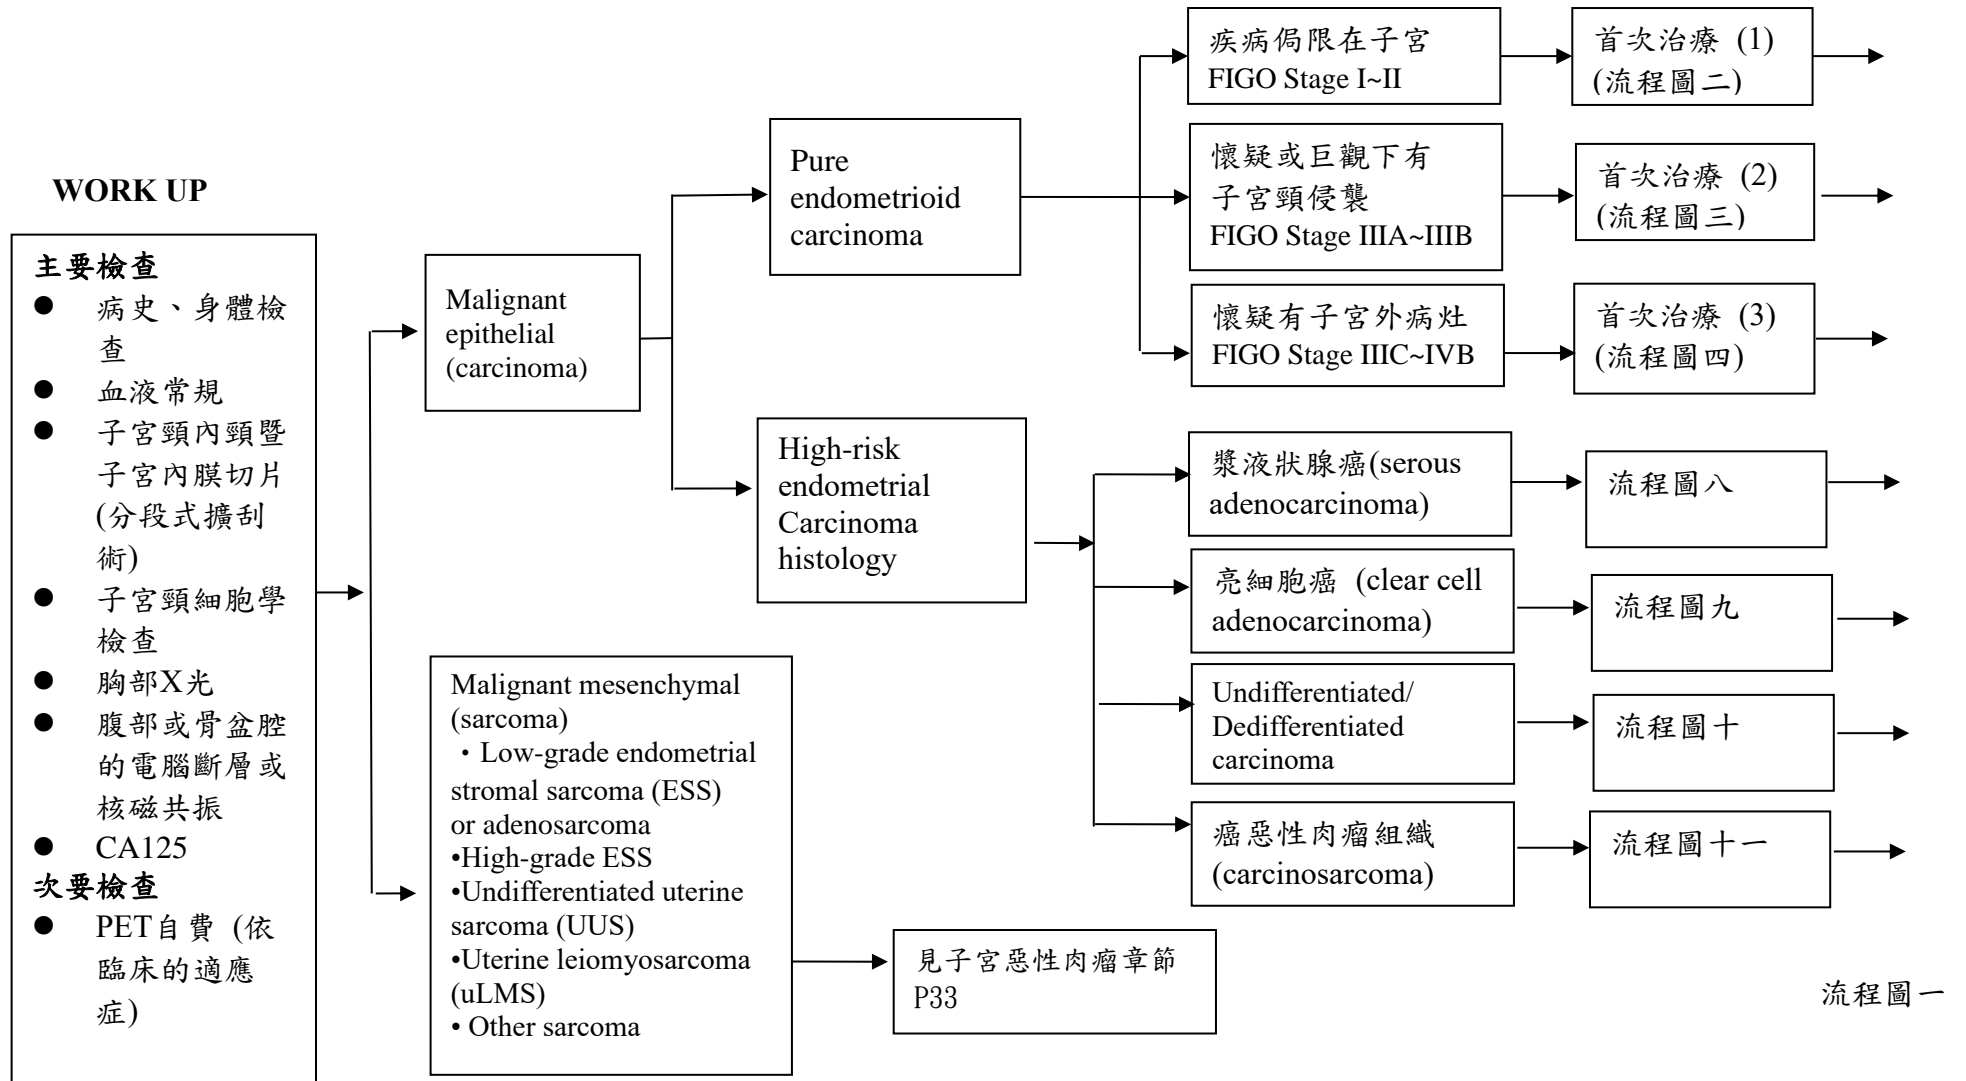 WORK UP
主要檢查
● 病史、身體檢
查
● 血液常規
● 子宮頸內頸暨
子宮內膜切片
(分段式擴刮
術)
● 子宮頸細胞學
檢查
● 胸部X光
● 腹部或骨盆腔
的電腦斷層或
核磁共振
● CA125
次要檢查
● PET自費 (依
臨床的適應
症)
Malignant
epithelial
(carcinoma)
Malignant mesenchymal
(sarcoma)
・Low-grade endometrial
stromal sarcoma (ESS)
or adenosarcoma
•High-grade ESS
•Undifferentiated uterine
sarcoma (UUS)
•Uterine leiomyosarcoma
(uLMS)
• Other sarcoma
Pure
endometrioid
carcinoma
High-risk
endometrial
Carcinoma
histology
見子宮惡性肉瘤章節
P33
疾病侷限在子宮
FIGO Stage I~II
懷疑或巨觀下有
子宮頸侵襲
FIGO Stage IIIA~IIIB
懷疑有子宮外病灶
FIGO Stage IIIC~IVB
漿液狀腺癌(serous
adenocarcinoma)
亮細胞癌 (clear cell
adenocarcinoma)
Undifferentiated/
Dedifferentiated
carcinoma
癌惡性肉瘤組織
(carcinosarcoma)
首次治療 (1)
(流程圖二)
首次治療 (2)
(流程圖三)
首次治療 (3)
(流程圖四)
流程圖八
流程圖九
流程圖十
流程圖十一
流程圖一